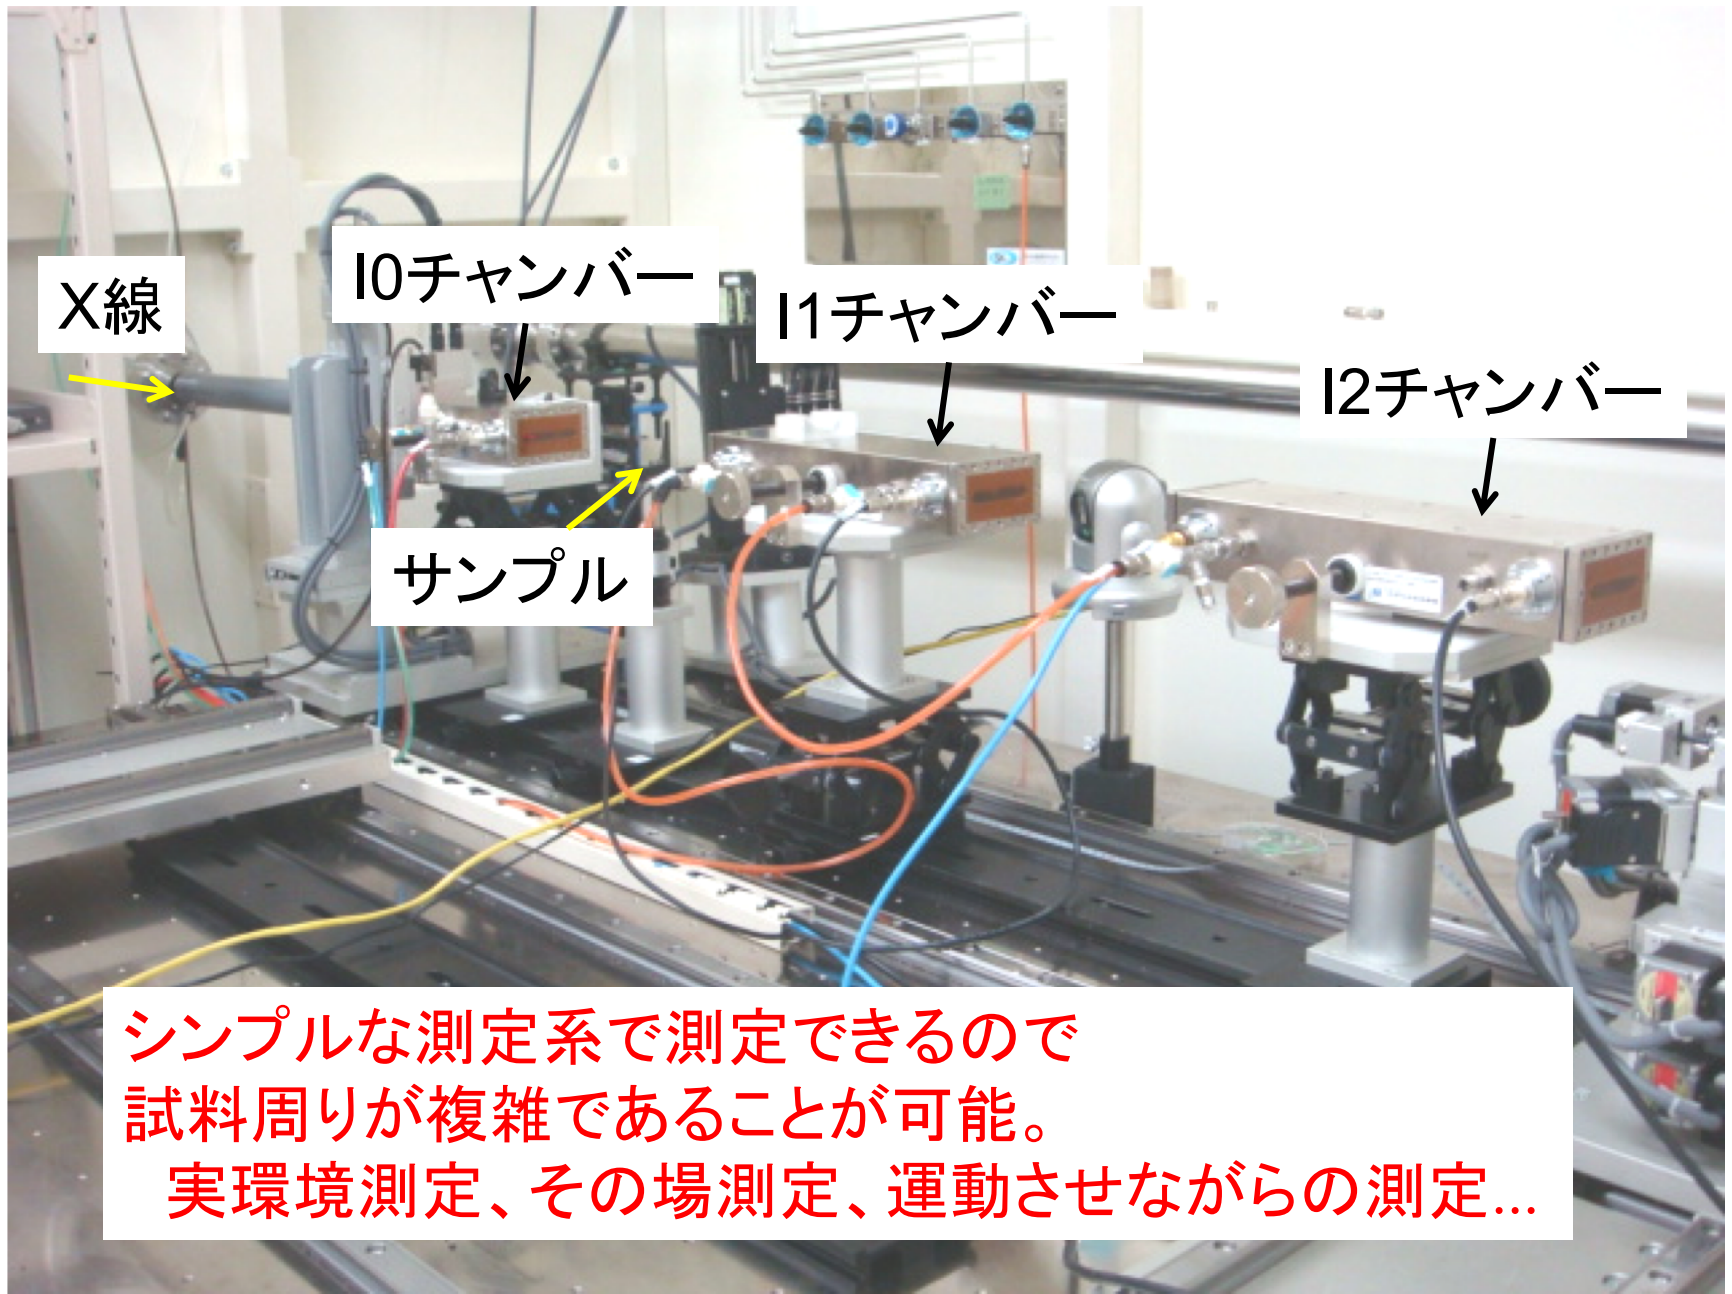 X線
I0チャンバー
I1チャンバー
I2チャンバー
サンプル
シンプルな測定系で測定できるので
試料周りが複雑であることが可能。
実環境測定、その場測定、運動させながらの測定...